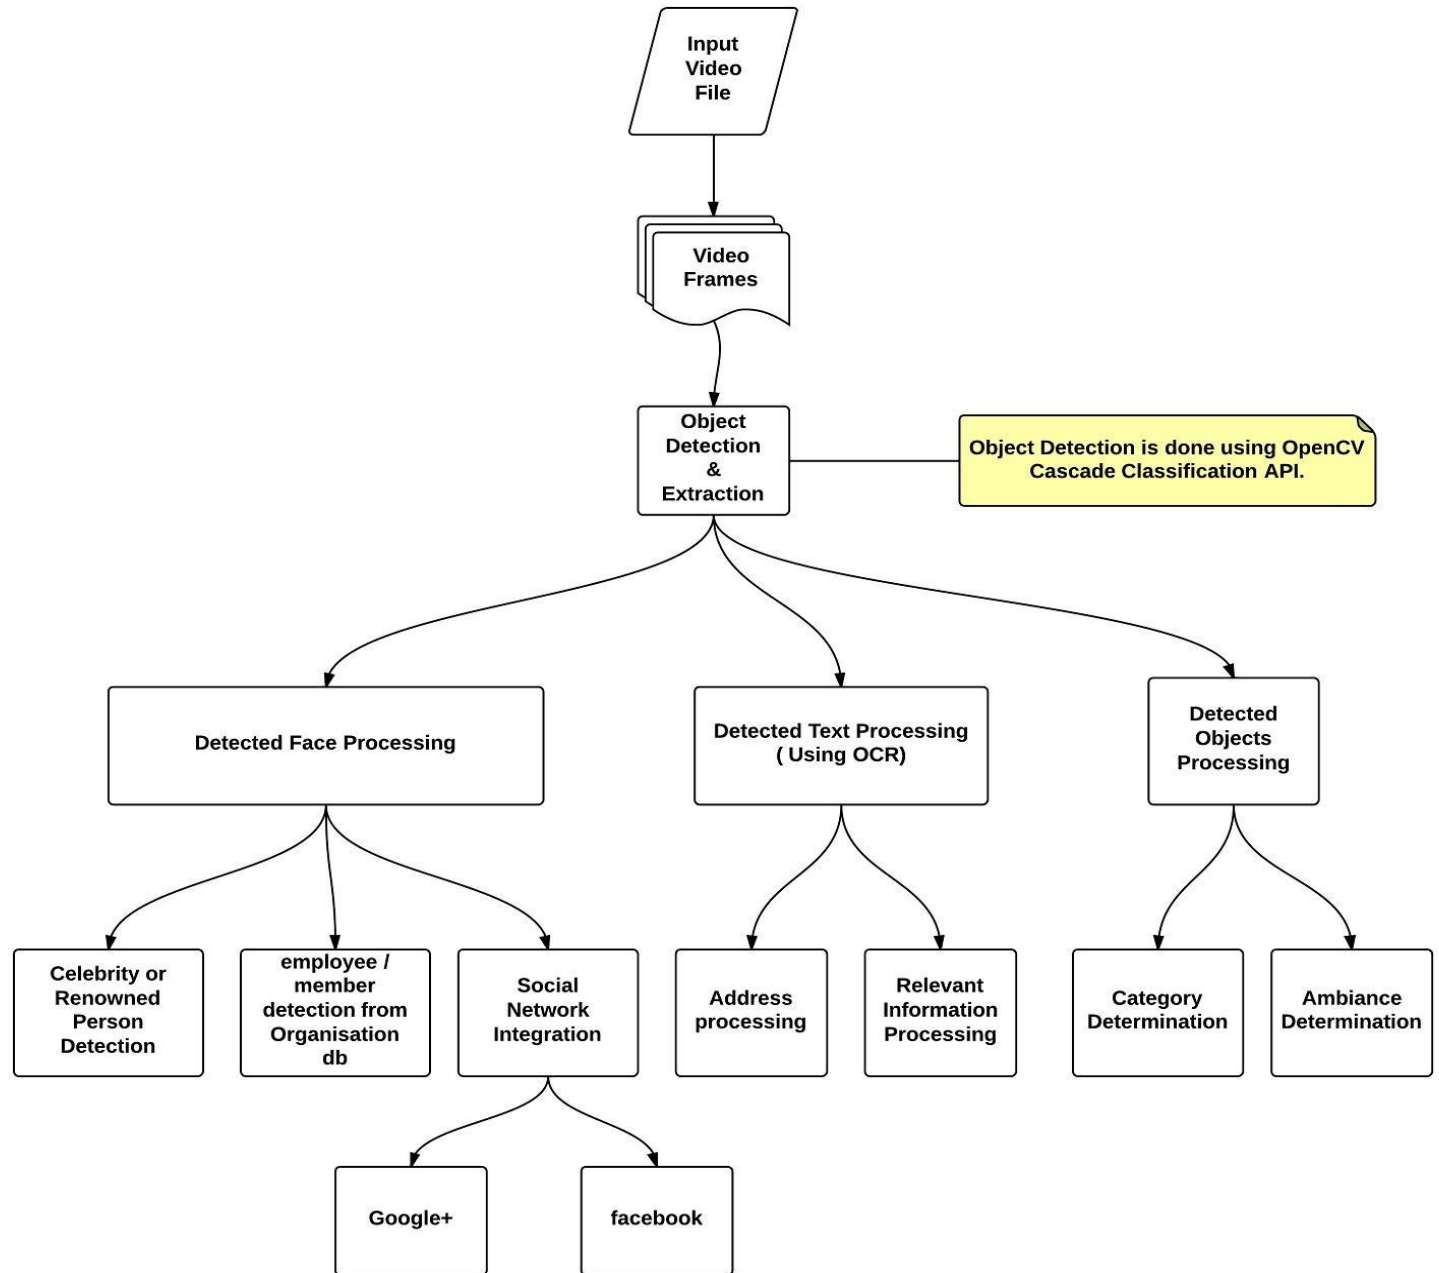 Input
Video
File
Video
Frames
Object
Detection
&
Extraction
Object Detection is done using OpenCV
Cascade Classification API.
Detected Face Processing
Detected Text Processing
( Using OCR)
Detected
Objects
Processing
Celebrity or
Renowned
Person
Detection
employee /
member
detection from
Organisation
db
Social
Network
Integration
Address
processing
Relevant
Information
Processing
Category
Determination
Ambiance
Determination
Google+
facebook